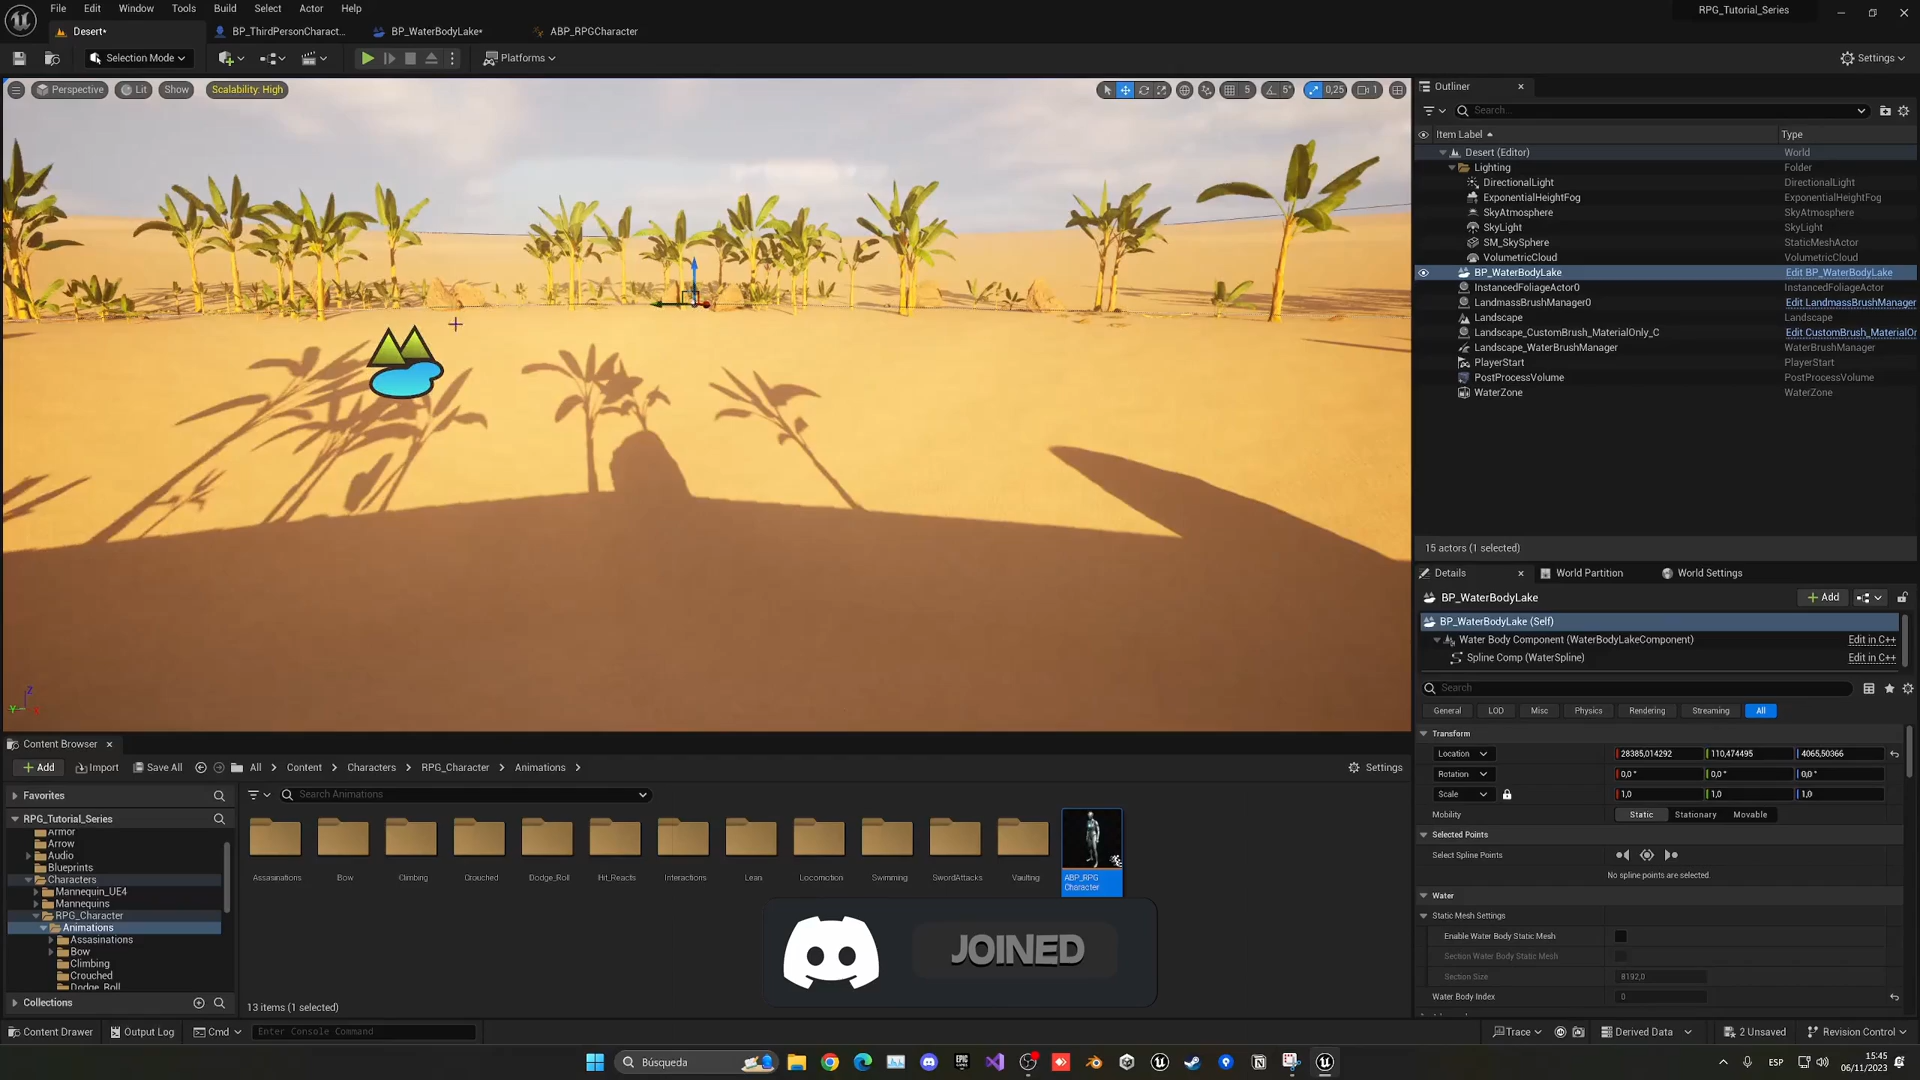 File Edit Window Tools Build Select Actor Help
RPG_Tutorial_Series
Desert*
BP_ThirdPersonCharact...
BP_WaterBodyLake*
ABP_RPGCharacter
Selection Mode
Platforms
Settings
Perspective
Lit
Show
Scalability: High
5
5°
0,25
1
Outliner
Search...
Item Label
Type
Desert (Editor) World
Lighting Folder
DirectionalLight DirectionalLight
ExponentialHeightFog ExponentialHeightFog
SkyAtmosphere SkyAtmosphere
SkyLight SkyLight
SM_SkySphere StaticMeshActor
VolumetricCloud VolumetricCloud
BP_WaterBodyLake Edit BP_WaterBodyLake
InstancedFoliageActor0 InstancedFoliageActor
LandmassBrushManager0 Edit LandmassBrushManager
Landscape Landscape
Landscape_CustomBrush_MaterialOnly_C Edit CustomBrush_MaterialOr
Landscape_WaterBrushManager WaterBrushManager
PlayerStart PlayerStart
PostProcessVolume PostProcessVolume
WaterZone WaterZone
15 actors (1 selected)
Details
World Partition
World Settings
BP_WaterBodyLake
Add
BP_WaterBodyLake (Self)
Water Body Component (WaterBodyLakeComponent) Edit in C++
Spline Comp (WaterSpline) Edit in C++
Search
General LOD Misc Physics Rendering Streaming All
Transform
Location 28385,014292 110,474495 4065,50366
Rotation 0,0 ° 0,0 ° 0,0 °
Scale 1,0 1,0 1,0
Mobility Static Stationary Movable
Selected Points
Select Spline Points
No spline points are selected.
Water
Static Mesh Settings
Enable Water Body Static Mesh
Section Water Body Static Mesh
Section Size 8192,0
Water Body Index 0
Z
Y
Content Browser
Add
Import
Save All
All
Content
Characters
RPG_Character
Animations
Settings
Favorites
Search Animations
RPG_Tutorial_Series
Armor
Arrow
Audio
Blueprints
Characters
Mannequin_UE4
Mannequins
RPG_Character
Animations
Assasinations
Bow
Climbing
Crouched
Dodge_Roll
Collections
Assasinations Bow Climbing Crouched Dodge_Roll Hit_Reacts Interactions Lean Locomotion Swimming SwordAttacks Vaulting ABP_RPG
Character
JOINED
13 items (1 selected)
Content Drawer
Output Log
Cmd
Enter Console Command
Trace
Derived Data
2 Unsaved
Revision Control
Búsqueda
ESP
15:45
06/11/2023